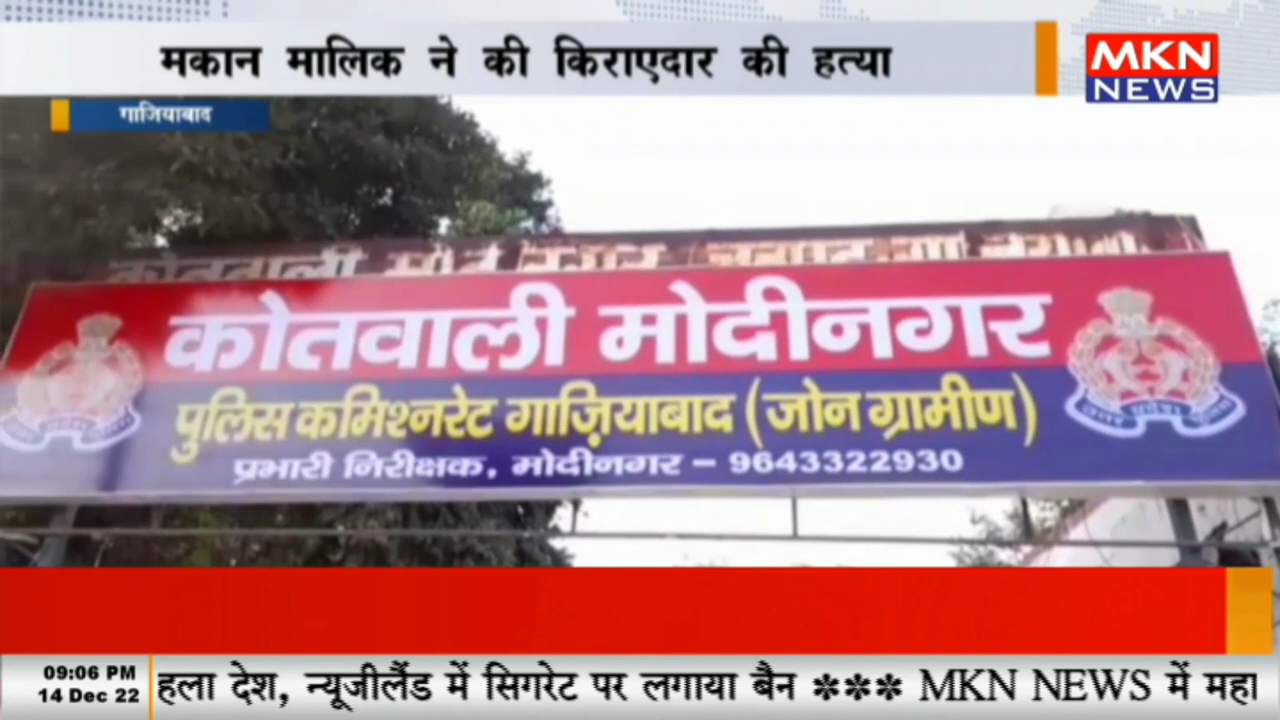 मकान मालिक ने की किराएदार की हत्या
MKN
NEWS
गाजियाबाद
कोतवाली
कोतवाली मोदीनगर
पुलिस कमिश्नरेट गाज़ियाबाद (जोन ग्रामीण)
प्रभारी निरीक्षक, मोदीनगर - 9643322930
09:06 PM
14 Dec 22
हला देश, न्यूजीलैंड में सिगरेट पर लगाया बैन *** MKN NEWS में महा